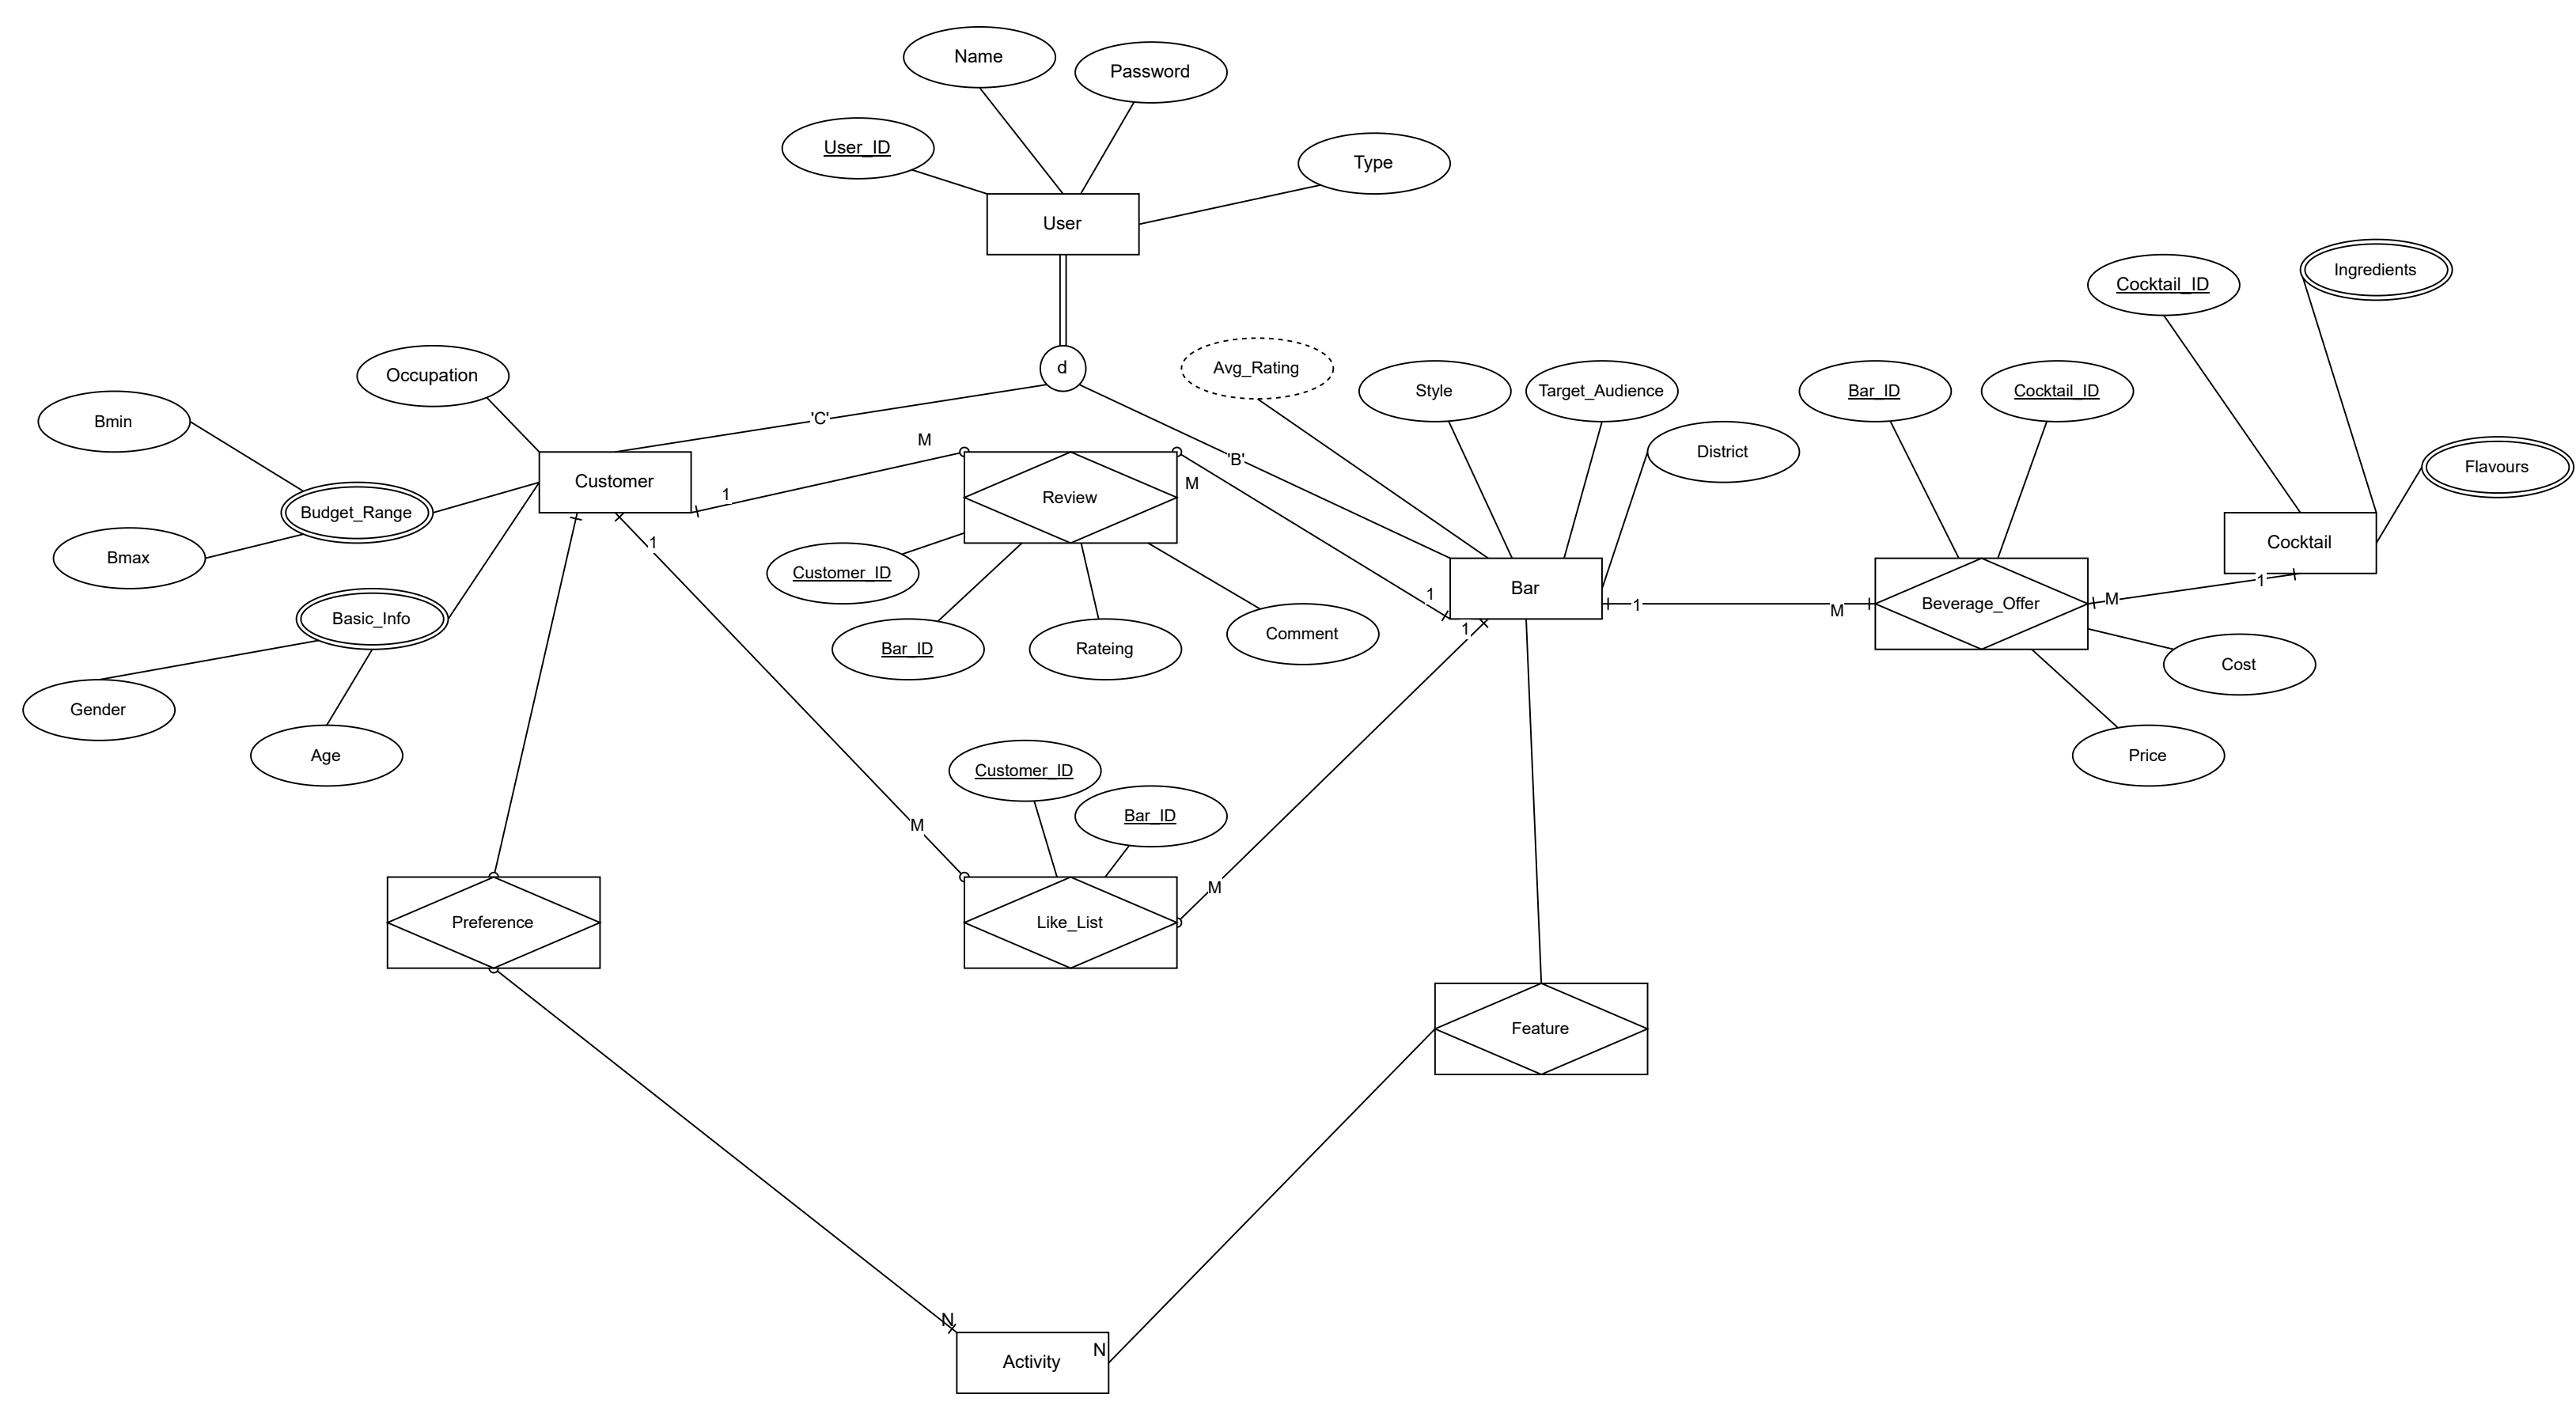 Name
Password
User_ID
Type
User
Ingredients
Cocktail_ID
d
Avg_Rating
Occupation
Style
Target_Audience
Bar_ID
Cocktail_ID
Bmin
'C'
M
'B'
District
Flavours
Customer
1
Review
M
Budget_Range
1
Cocktail
Bmax
Customer_ID
1
Bar
1
M
Beverage_Offer
M
1
Basic_Info
Bar_ID
Rateing
Comment
1
Cost
Gender
Age
Price
Customer_ID
Bar_ID
M
M
Preference
Like_List
Feature
N
N
Activity